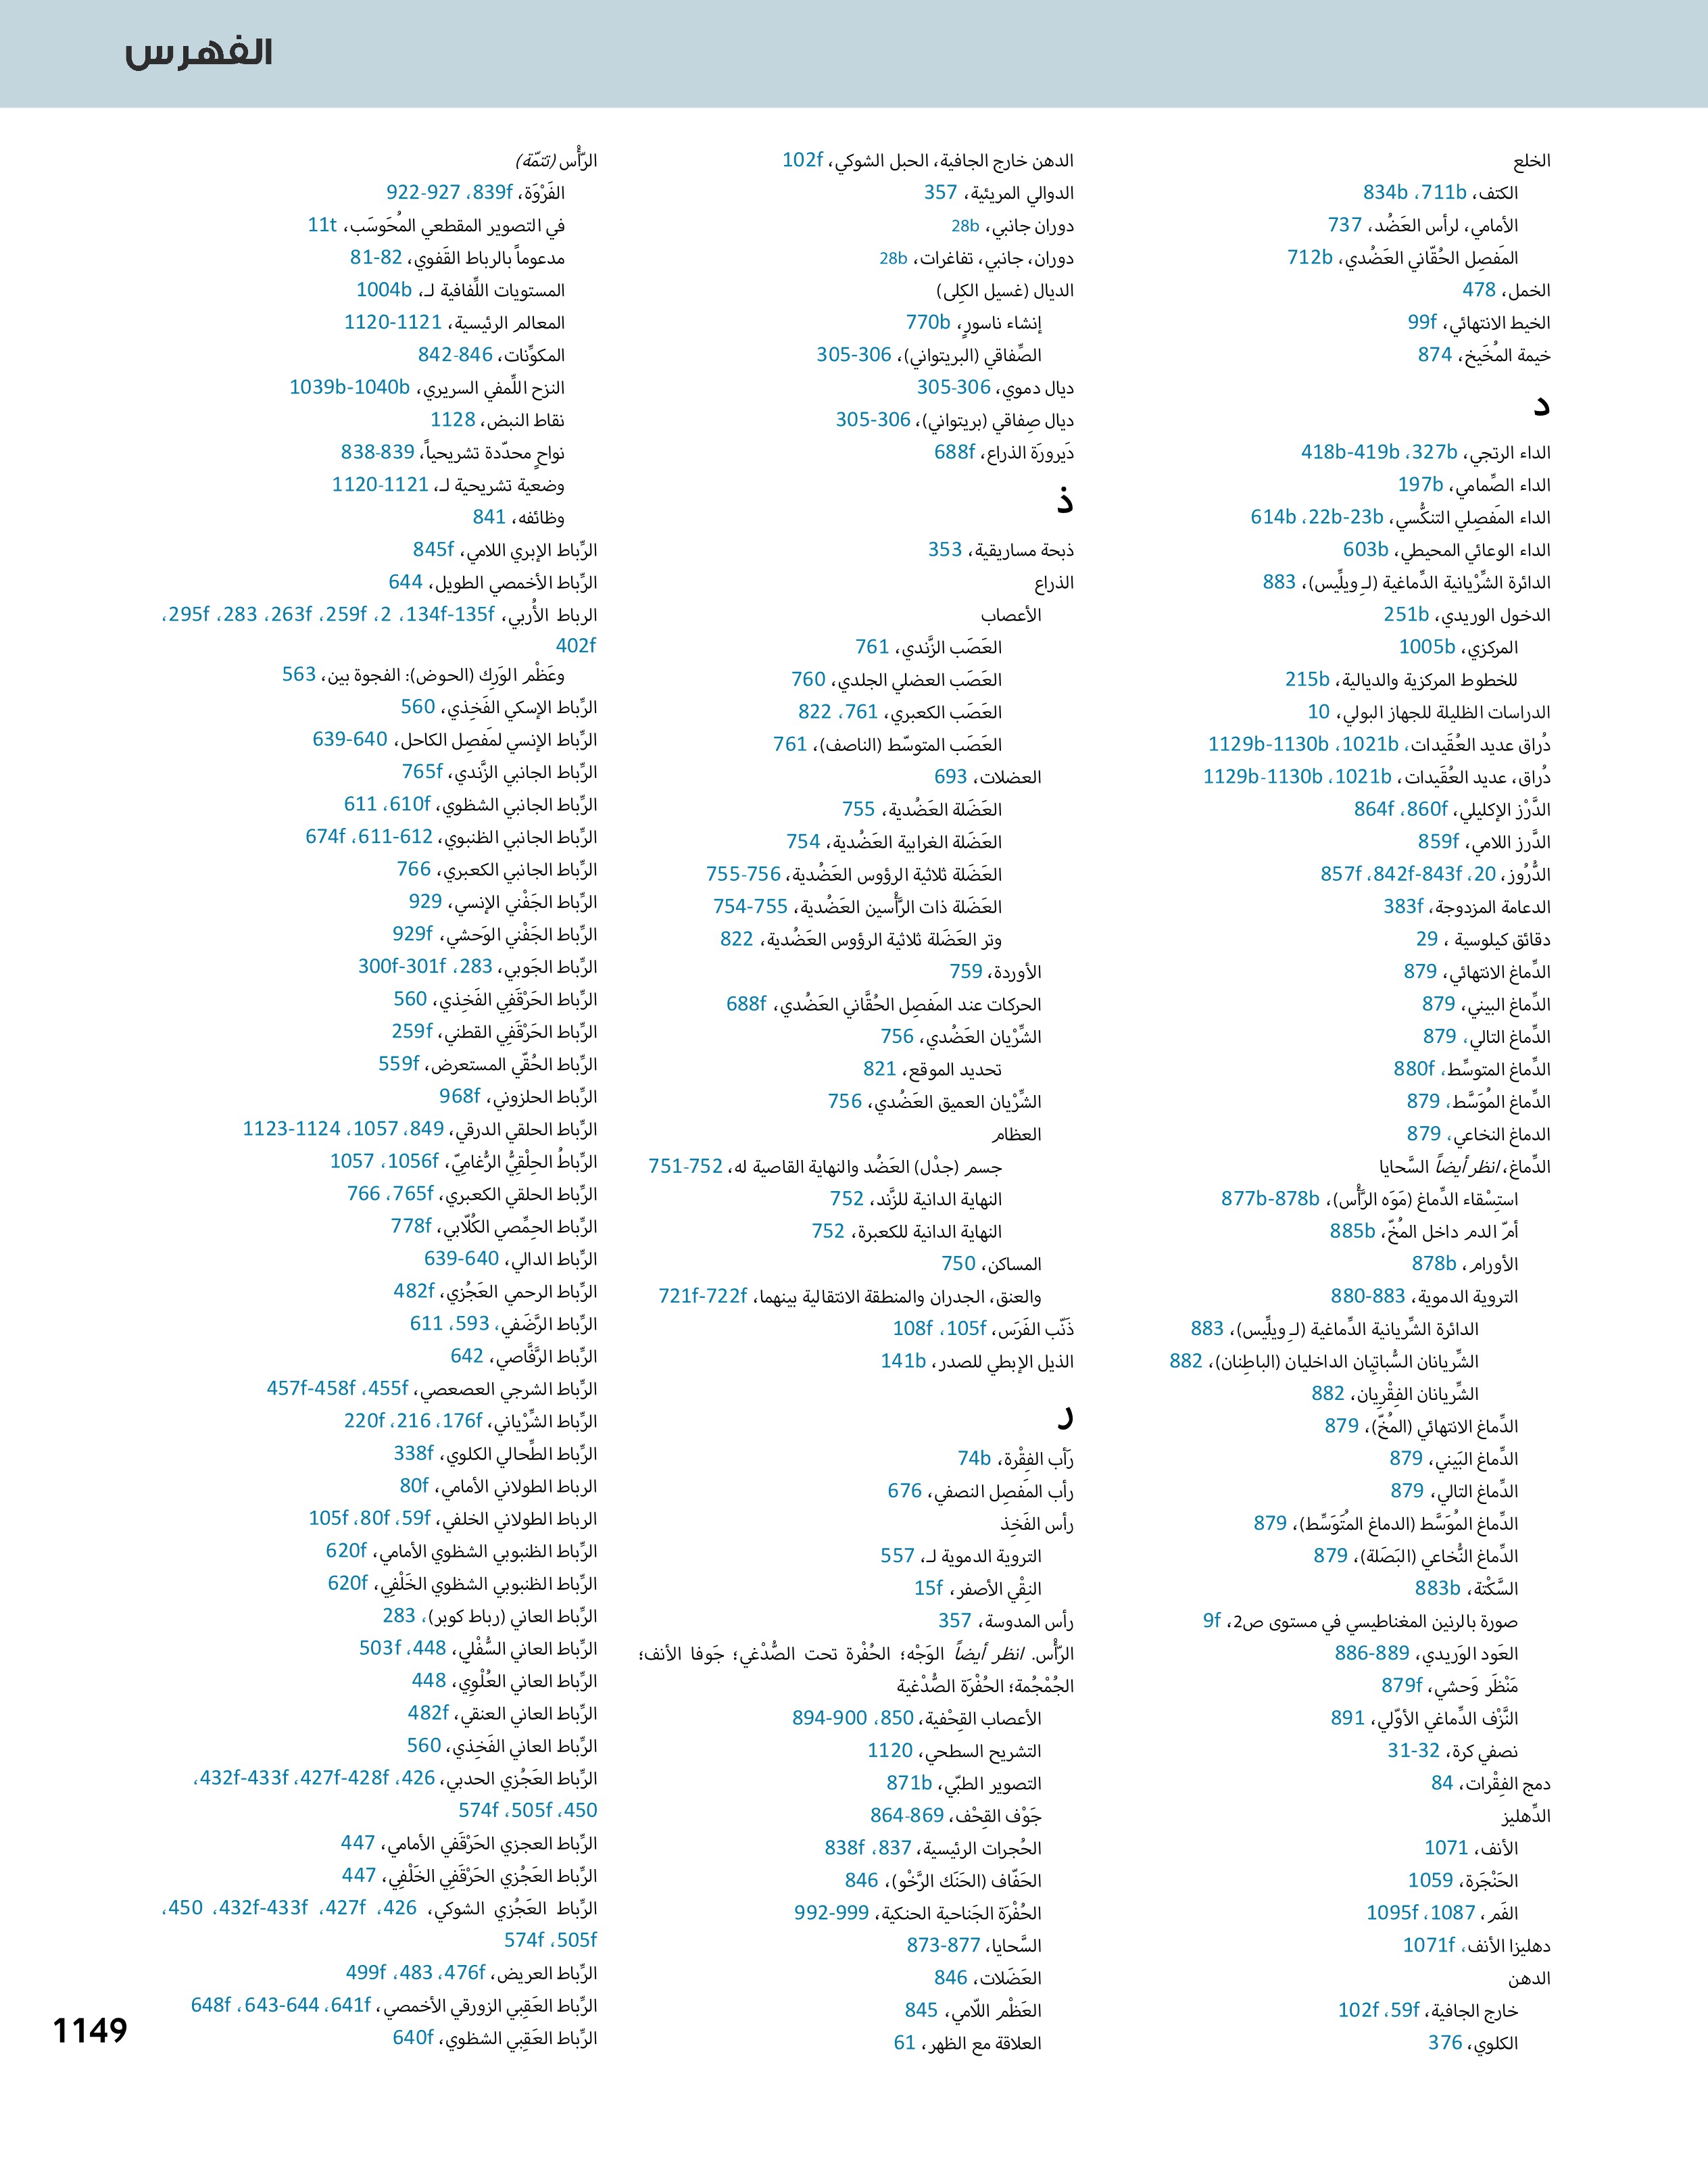 الفهرس
الخلع
الكتف، 711b، 834b
الأمامي، لرأس العَضُد، 737
المَفصِل الحُقّاني العَضُدي، 712b
الخمل، 478
الخيط الانتهائي، 99f
خيمة المُخَيخ، 874
د
الداء الرتجي، 327b، 418b-419b
الداء الصِّمامي، 197b
الداء المَفصِلي التنكُّسي، 22b-23b، 614b
الداء الوعائي المحيطي، 603b
الدائرة الشِّرْيانية الدِّماغية (لـِ ويلِّيس)، 883
الدخول الوريدي، 251b
المركزي، 1005b
للخطوط المركزية والديالية، 215b
الدراسات الظليلة للجهاز البولي، 10
دُراق عديد العُقَيدات، 1021b، 1129b-1130b
دُراق، عديد العُقَيدات، 1021b، 1129b-1130b
الدَّرْز الإكليلي، 860f، 864f
الدَّرز اللامي، 859f
الدُّرُوز، 20، 842f-843f، 857f
الدعامة المزدوجة، 383f
دقائق كيلوسية ، 29
الدِّماغ الانتهائي، 879
الدِّماغ البيني، 879
الدِّماغ التالي، 879
الدِّماغ المتوسِّط، 880f
الدِّماغ المُوَسَّط، 879
الدماغ النخاعي، 879
الدِّماغ، انظر أيضاً السَّحايا
استِسْقاء الدِّماغ (مَوَه الرَّأْس)، 877b-878b
أمّ الدم داخل المُخّ، 885b
الأورام، 878b
التروية الدموية، 880-883
الدائرة الشِّريانية الدِّماغية (لـِ ويلِّيس)، 883
الشِّريانان السُّباتِيان الداخليان (الباطِنان)، 882
الشِّريانان الفِقْرِيان، 882
الدِّماغ الانتهائي (المُخّ)، 879
الدِّماغ البَيني، 879
الدِّماغ التالي، 879
الدِّماغ المُوَسَّط (الدماغ المتَوَسِّط)، 879
الدِّماغ النُّخاعي (البَصَلة)، 879
السَّكْتة، 883b
صورة بالرنين المغناطيسي في مستوى ص2، 9f
العَود الوَريدي، 886-889
مَنْظَر وَحشي، 879f
النَّزْف الدِّماغي الأوّلي، 891
نصفي كرة، 31-32
دمج الفِقْرات، 84
الدِّهليز
الأنف، 1071
الحَنْجَرة، 1059
الفَم، 1087، 1095f
دهليزا الأنف، 1071f
الدهن
خارج الجافية، 59f، 102f
الكلوي، 376
الدهن خارج الجافية، الحبل الشوكي، 102f
الدوالي المريئية، 357
دوران جانبي، 28b
دوران، جانبي، تفاغرات، 28b
الديال (غسيل الكِلى)
إنشاء ناسورٍ، 770b
الصِّفاقي (البريتواني)، 305-306
ديال دموي، 305-306
ديال صِفاقي (بريتواني)، 305-306
دَيرورَة الذراع، 688f
ذ
ذبحة مساريقية، 353
الذراع
الأعصاب
العَصَب الزَّندي، 761
العَصَب العضلي الجلدي، 760
العَصَب الكعبري، 761، 822
العَصَب المتوسّط (الناصف)، 761
العضلات، 693
العَضَلة العَضُدية، 755
العَضَلة الغرابية العَضُدية، 754
العَضَلة ثلاثية الرؤوس العَضُدية، 755-756
العَضَلة ذات الرَّأْسين العَضُدية، 754-755
وتر العَضَلة ثلاثية الرؤوس العَضُدية، 822
الأوردة، 759
الحركات عند المَفصِل الحُقَّاني العَضُدي، 688f
الشِّرْيان العَضُدي، 756
تحديد الموقع، 821
الشِّرْيان العميق العَضُدي، 756
العظام
جسم (جدْل) العَضُد والنهاية القاصية له، 751-752
النهاية الدانية للزَّند، 752
النهاية الدانية للكعبرة، 752
المساكن، 750
والعنق، الجدران والمنطقة الانتقالية بينهما، 721f-722f
ذَنّب الفَرَس، 105f، 108f
الذيل الإبطي للصدر، 141b
ر
رَأب الفِقْرة، 74b
رأب المَفصِل النصفي، 676
رأس الفَخِذ
التروية الدموية لـ، 557
النِقْي الأصفر، 15f
رأس المدوسة، 357
الرَّأْس. انظر أيضاً الوَجْه؛ الحُفْرة تحت الصُّدْغي؛ جَوفا الأنف؛
الجُمْجُمة؛ الحُفْرَة الصُّدْغية
الأعصاب القِحْفية، 850، 894-900
التشريح السطحي، 1120
التصوير الطبّي، 871b
جَوْف القِحْف، 864-869
الحُجرات الرئيسية، 837، 838f
الحَفّاف (الحَنَك الرَّخْو)، 846
الحُفْرَة الجَناحية الحنكية، 992-999
السَّحايا، 873-877
العَضَلات، 846
العَظْم اللّامي، 845
العلاقة مع الظهر، 61
الرَّأْس (تتمّة)
الفَرْوَة، 839f، 922-927
في التصوير المقطعي المُحَوسَب، 11t
مدعوماً بالرباط القَفوي، 81-82
المستويات اللِّفافية لـ، 1004b
المعالم الرئيسية، 1120-1121
المكوِّنات، 842-846
النزح اللِّمفي السريري، 1039b-1040b
نقاط النبض، 1128
نواحٍ محدّدة تشريحياً، 838-839
وضعية تشريحية لـ، 1120-1121
وظائفه، 841
الرِّباط الإبري اللامي، 845f
الرِّباط الأخمصي الطويل، 644
الرباط الأُربي، 134f-135f، 2، 259f، 263f، 283، 295f،
402f
وعَظْم الوَرِك (الحوض): الفجوة بين، 563
الرِّباط الإسكي الفَخِذي، 560
الرِّباط الإنسي لمَفصِل الكاحل، 639-640
الرِّباط الجانبي الزَّندي، 765f
الرِّباط الجانبي الشظوي، 610f، 611
الرِّباط الجانبي الظنبوي، 611-612، 674f
الرِّباط الجانبي الكعبري، 766
الرِّباط الجَفْني الإنسي، 929
الرِّباط الجَفْني الوَحشي، 929f
الرِّباط الجَوبي، 283، 300f-301f
الرِّباط الحَرْقَفِي الفَخِذي، 560
الرِّباط الحَرْقَفِي القطني، 259f
الرِّباط الحُقّي المستعرض، 559f
الرِّباط الحلزوني، 968f
الرِّباط الحلقي الدرقي، 849، 1057، 1123-1124
الرِّباطُ الحِلْقِيُّ الرُّغامِيّ، 1056f، 1057
الرِّباط الحلقي الكعبري، 765f، 766
الرِّباط الحِمِّصي الكُلّابي، 778f
الرِّباط الدالي، 639-640
الرِّباط الرحمي العَجُزي، 482f
الرِّباط الرَّضَفي، 593، 611
الرِّباط الرَّقَّاصي، 642
الرِّباط الشرجي العصعصي، 455f، 457f-458f
الرِّباط الشِّرْياني، 176f، 216، 220f
الرِّباط الطِّحالي الكلوي، 338f
الرباط الطولاني الأمامي، 80f
الرباط الطولاني الخلفي، 59f، 80f، 105f
الرِّباط الظنبوبي الشظوي الأمامي، 620f
الرِّباط الظنبوبي الشظوي الخَلْفِي، 620f
الرِّباط العاني (رباط كوبر)، 283
الرِّباط العاني السُّفْلِي، 448، 503f
الرِّباط العاني العُلْوِي، 448
الرِّباط العاني العنقي، 482f
الرِّباط العاني الفَخِذي، 560
الرِّباط العَجُزي الحدبي، 426، 427f-428f، 432f-433f،
450، 505f، 574f
الرِّباط العجزي الحَرْقَفي الأمامي، 447
الرِّباط العَجُزي الحَرْقَفِي الخَلْفِي، 447
الرِّباط العَجُزي الشوكي، 426، 427f، 432f-433f، 450،
505f، 574f
الرِّباط العريض، 476f، 483، 499f
الرِّباط العَقِبي الزورقي الأخمصي، 641f، 643-644، 648f
الرِّباط العَقِبي الشظوي، 640f
1149